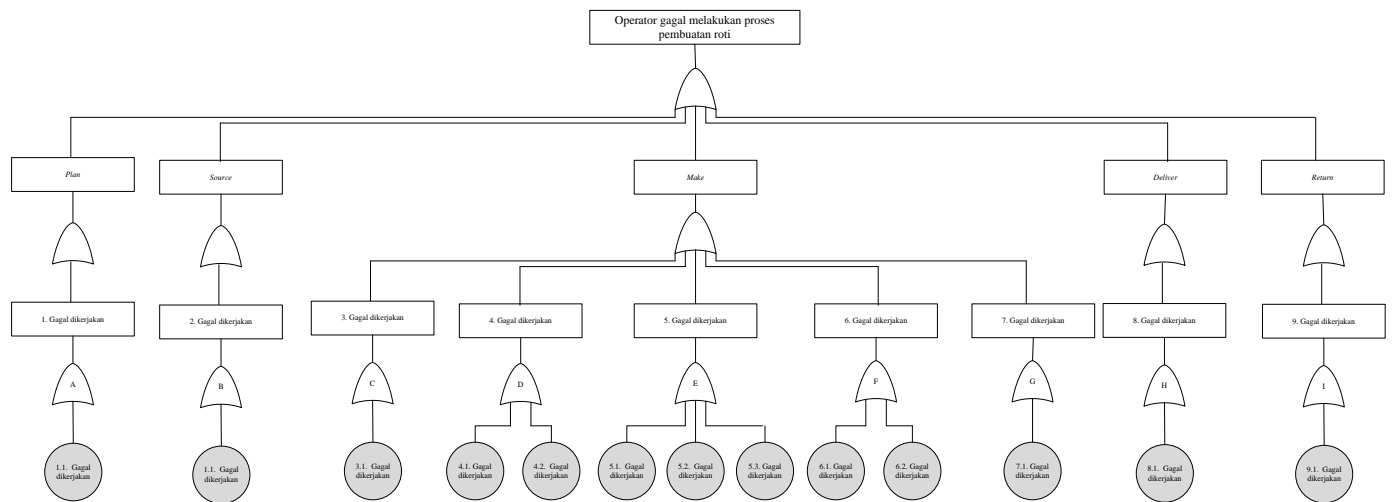 Operator gagal melakukan proses
pembuatan roti
Plan
Source
Make
Deliver
Return
1. Gagal dikerjakan
2. Gagal dikerjakan
3. Gagal dikerjakan
4. Gagal dikerjakan
5. Gagal dikerjakan
6. Gagal dikerjakan
7. Gagal dikerjakan
8. Gagal dikerjakan
9. Gagal dikerjakan
A
B
C
D
E
F
G
H
I
1.1. Gagal
dikerjakan
1.1. Gagal
dikerjakan
3.1. Gagal
dikerjakan
4.1. Gagal
dikerjakan
4.2. Gagal
dikerjakan
5.1. Gagal
dikerjakan
5.2. Gagal
dikerjakan
5.3. Gagal
dikerjakan
6.1. Gagal
dikerjakan
6.2. Gagal
dikerjakan
7.1. Gagal
dikerjakan
8.1. Gagal
dikerjakan
9.1. Gagal
dikerjakan